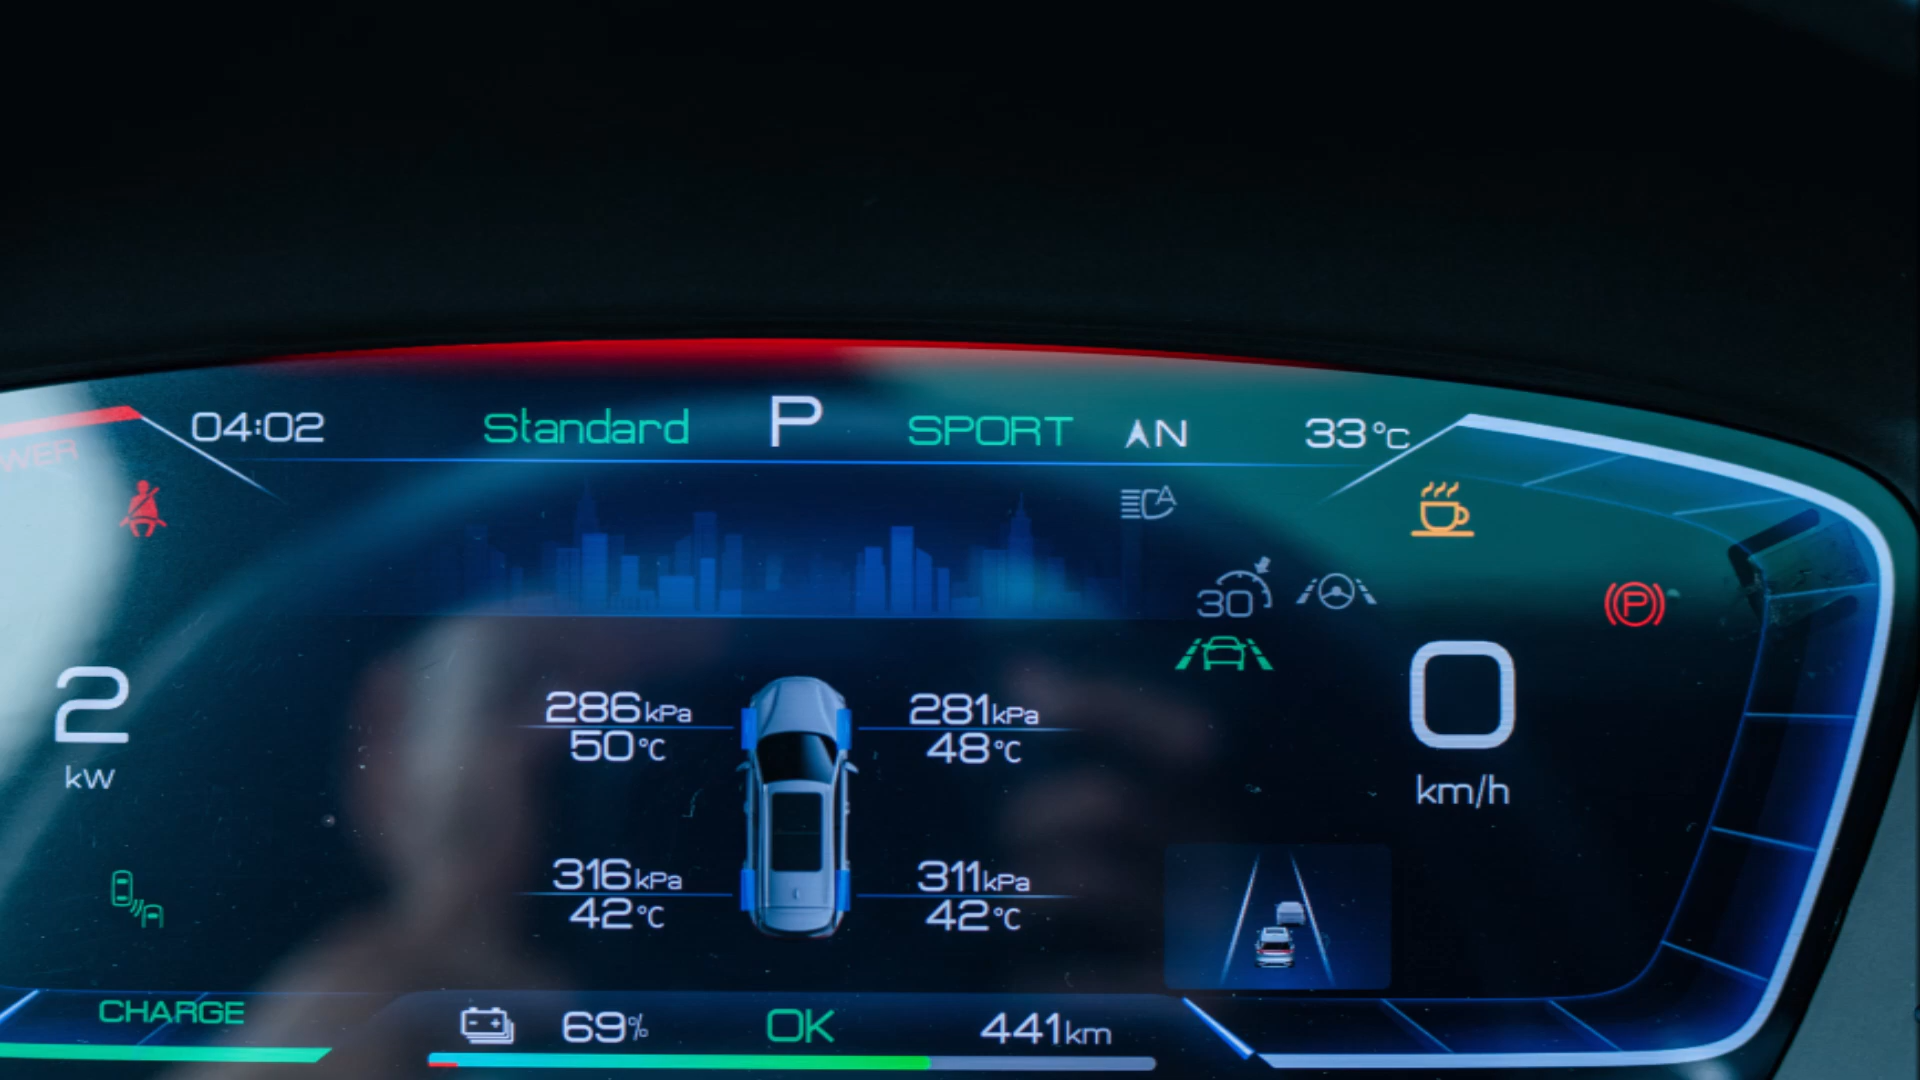 04:02 Standard P SPORT N 33°C
WER
A
30
P
2
kW
0
km/h
286kPa
50°C
281kPa
48°C
316kPa
42°C
311kPa
42°C
CHARGE
69% OK 441km